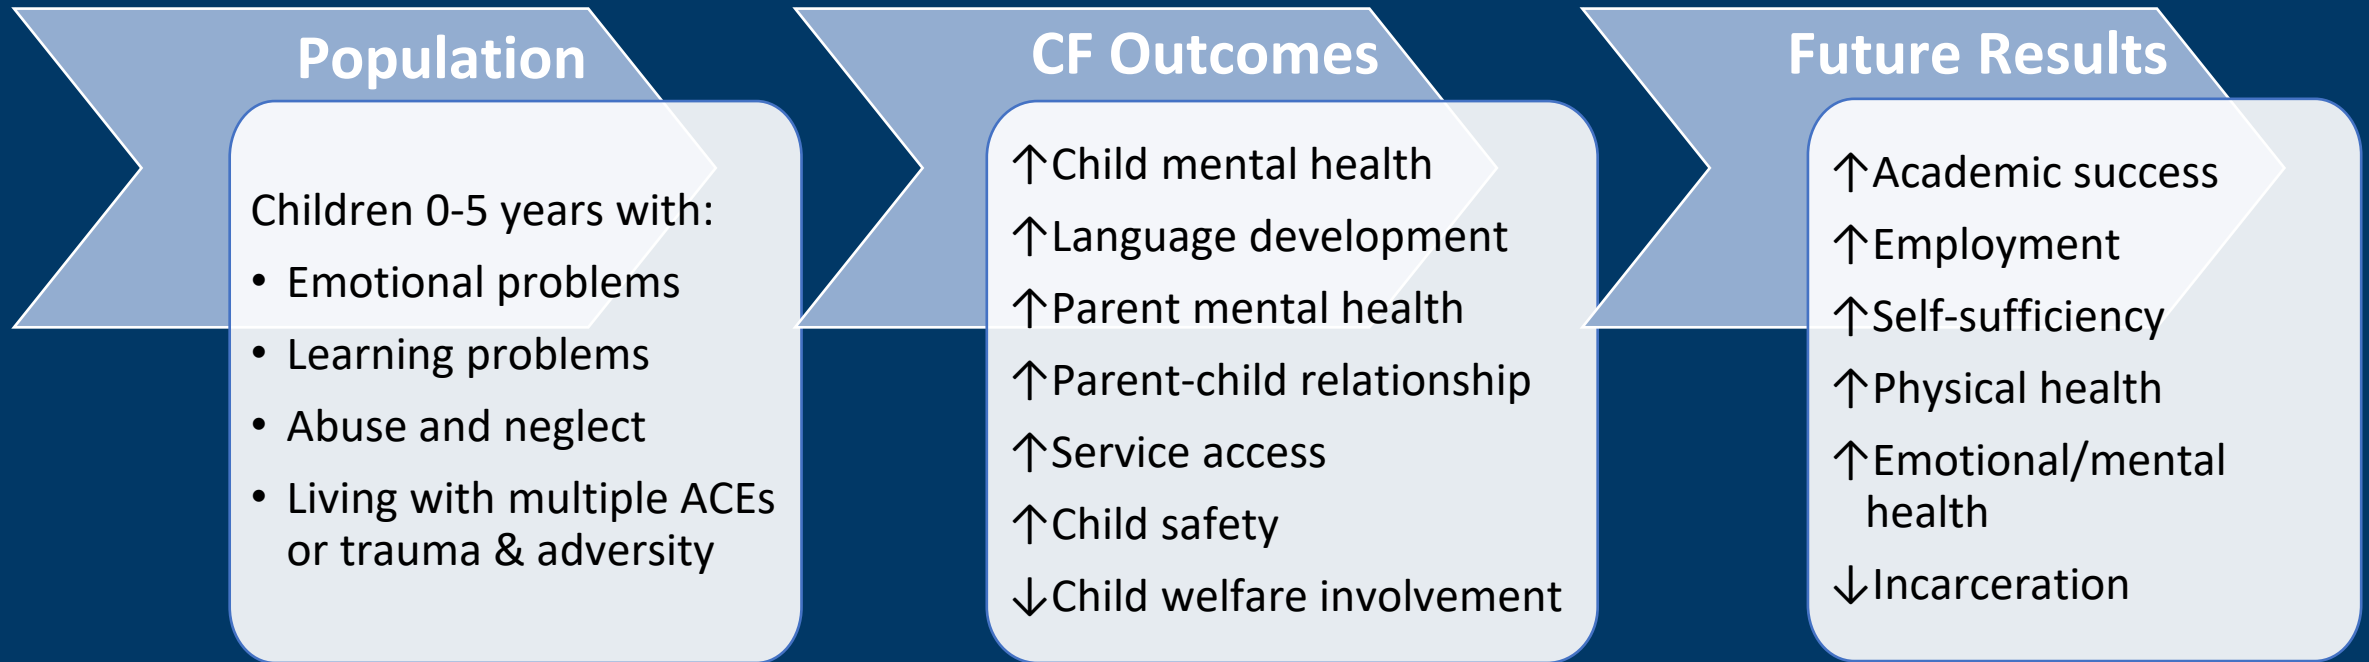 Population
Children 0-5 years with:
• Emotional problems
• Learning problems
• Abuse and neglect
• Living with multiple ACEs
or trauma & adversity
CF Outcomes
↑Child mental health
↑Language development
↑Parent mental health
↑Parent-child relationship
↑Service access
↑Child safety
↓Child welfare involvement
Future Results
↑Academic success
↑Employment
↑Self-sufficiency
↑Physical health
↑Emotional/mental
health
↓Incarceration